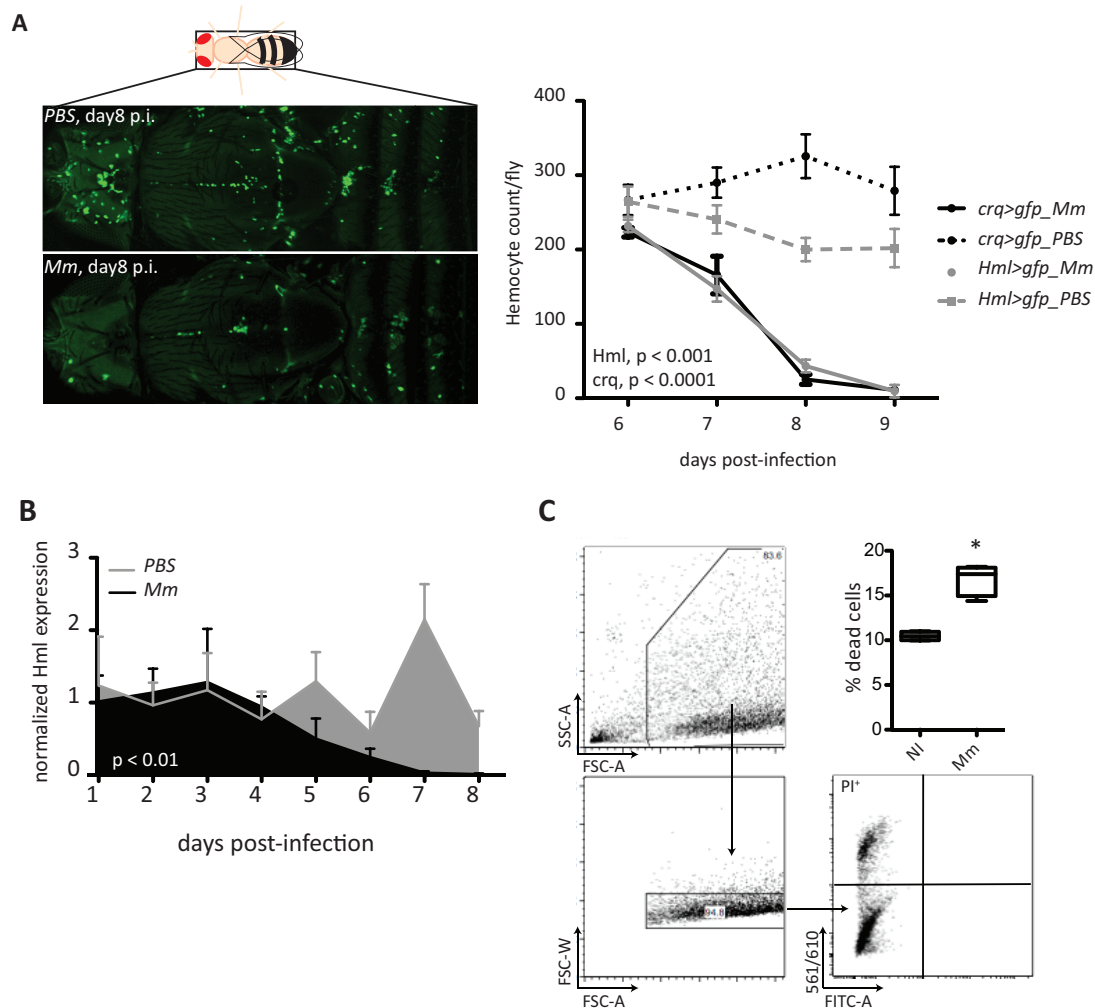 A
PBS, day8 p.i.
Mm, day8 p.i.
400
300
200
100
0
Hemocyte count/fly
Hml, p < 0.001
crq, p < 0.0001
6 7 8 9
days post-infection
crq>gfp_Mm
crq>gfp_PBS
Hml>gfp_Mm
Hml>gfp_PBS
B
3
2
1
0
normalized Hml expression
PBS
Mm
p < 0.01
1 2 3 4 5 6 7 8
days post-infection
C
83.6
SSC-A
FSC-A
20
15
10
5
0
% dead cells
*
NI Mm
94.8
FSC-W
FSC-A
PI+
561/610
FITC-A